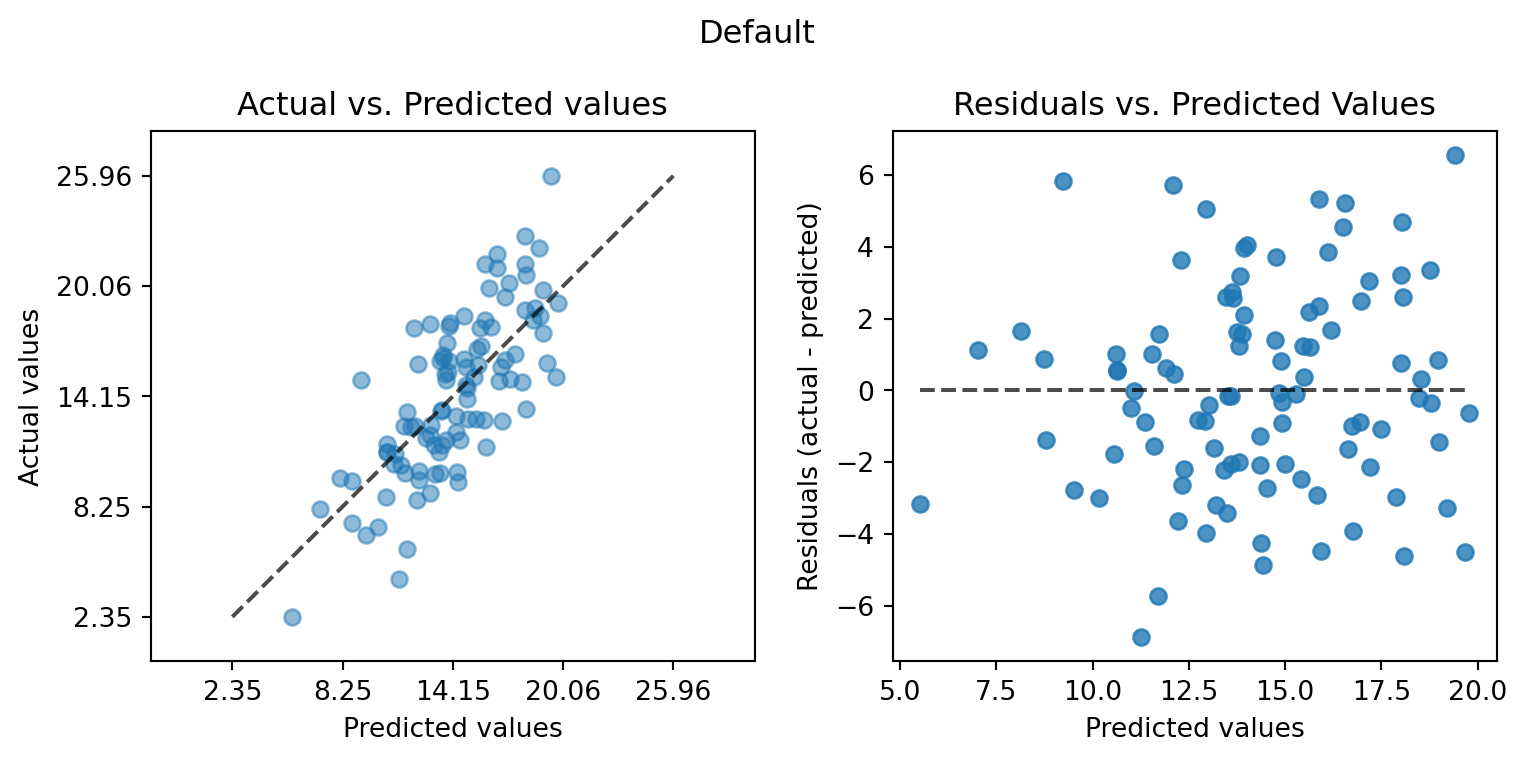 Default
Actual vs. Predicted values
25.96
20.06
14.15
8.25
2.35
Actual values
2.35 8.25 14.15 20.06 25.96
Predicted values
Residuals vs. Predicted Values
6
4
2
0
−2
−4
−6
Residuals (actual - predicted)
5.0 7.5 10.0 12.5 15.0 17.5 20.0
Predicted values